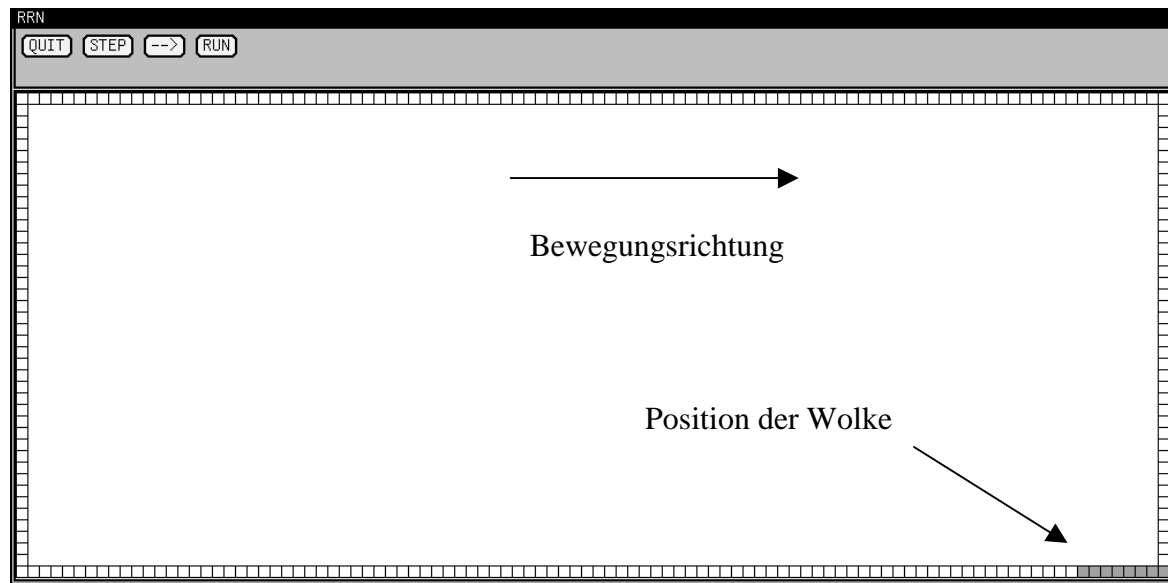 RRN
QUIT STEP --> RUN
Bewegungsrichtung
Position der Wolke